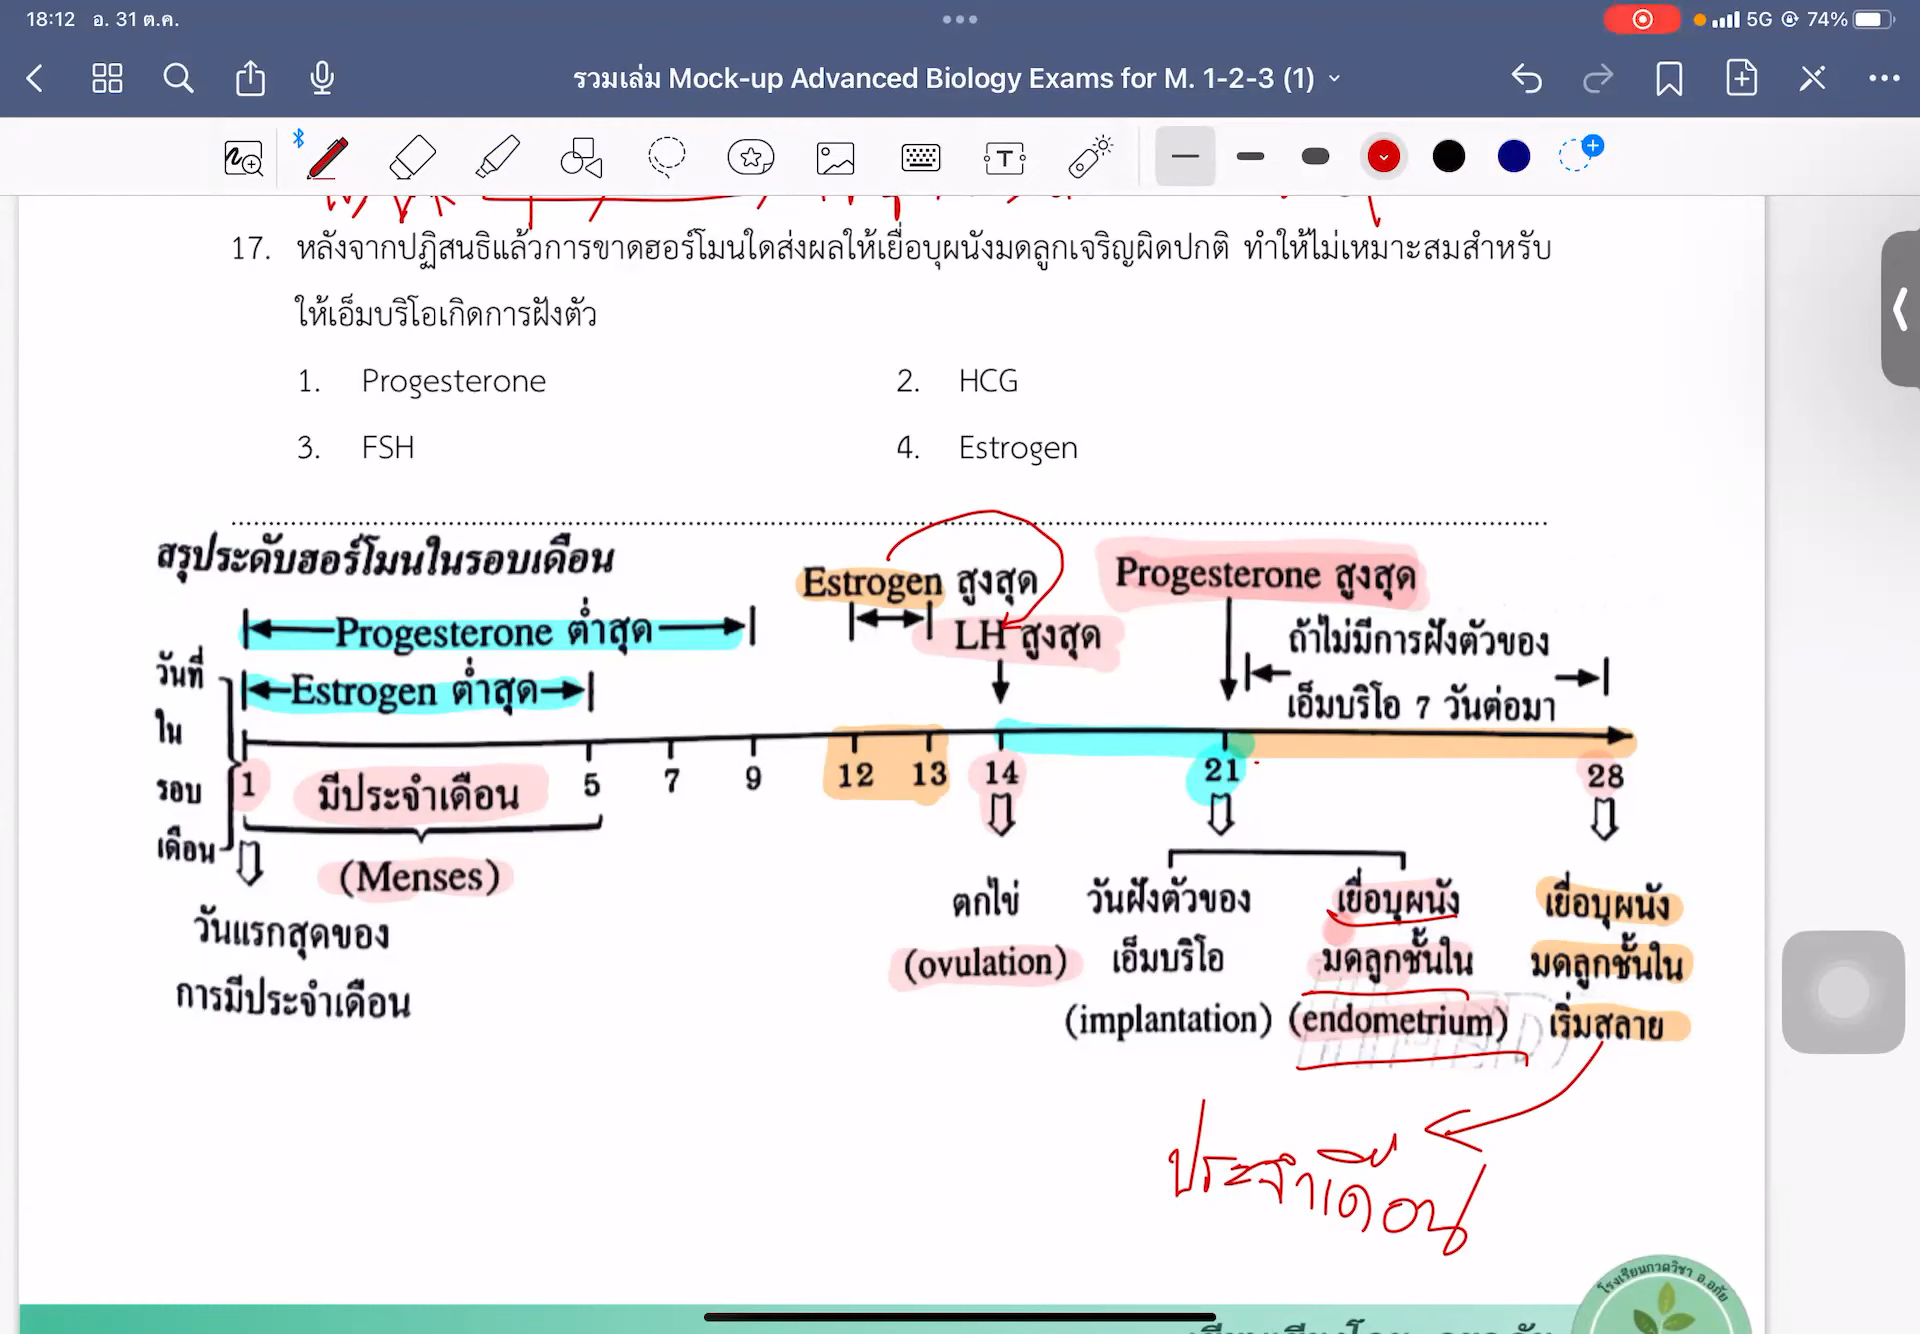 18:12 อ. 31 ต.ค.
5G 74%
รวมเล่ม Mock-up Advanced Biology Exams for M. 1-2-3 (1)
17. หลังจากปฏิสนธิแล้วการขาดฮอร์โมนใดส่งผลให้เยื่อบุผนังมดลูกเจริญผิดปกติ ทำให้ไม่เหมาะสมสำหรับ
ให้เอ็มบริโอเกิดการฝังตัว
1. Progesterone 2. HCG
3. FSH 4. Estrogen
สรุประดับฮอร์โมนในรอบเดือน
Estrogen สูงสุด
Progesterone สูงสุด
Progesterone ต่ำสุด
LH สูงสุด
ถ้าไม่มีการฝังตัวของ
เอ็มบริโอ 7 วันต่อมา
Estrogen ต่ำสุด
วันที่
ใน
รอบ
เดือน
1 มีประจำเดือน 5 7 9 12 13 14 21 28
(Menses)
วันแรกสุดของ
การมีประจำเดือน
ตกไข่
(ovulation)
วันฝังตัวของ
เอ็มบริโอ
(implantation)
เยื่อบุผนัง
มดลูกชั้นใน
(endometrium)
เยื่อบุผนัง
มดลูกชั้นใน
เริ่มสลาย
ประจำเดือน
โรงเรียนกวดวิชา อ.อภัย